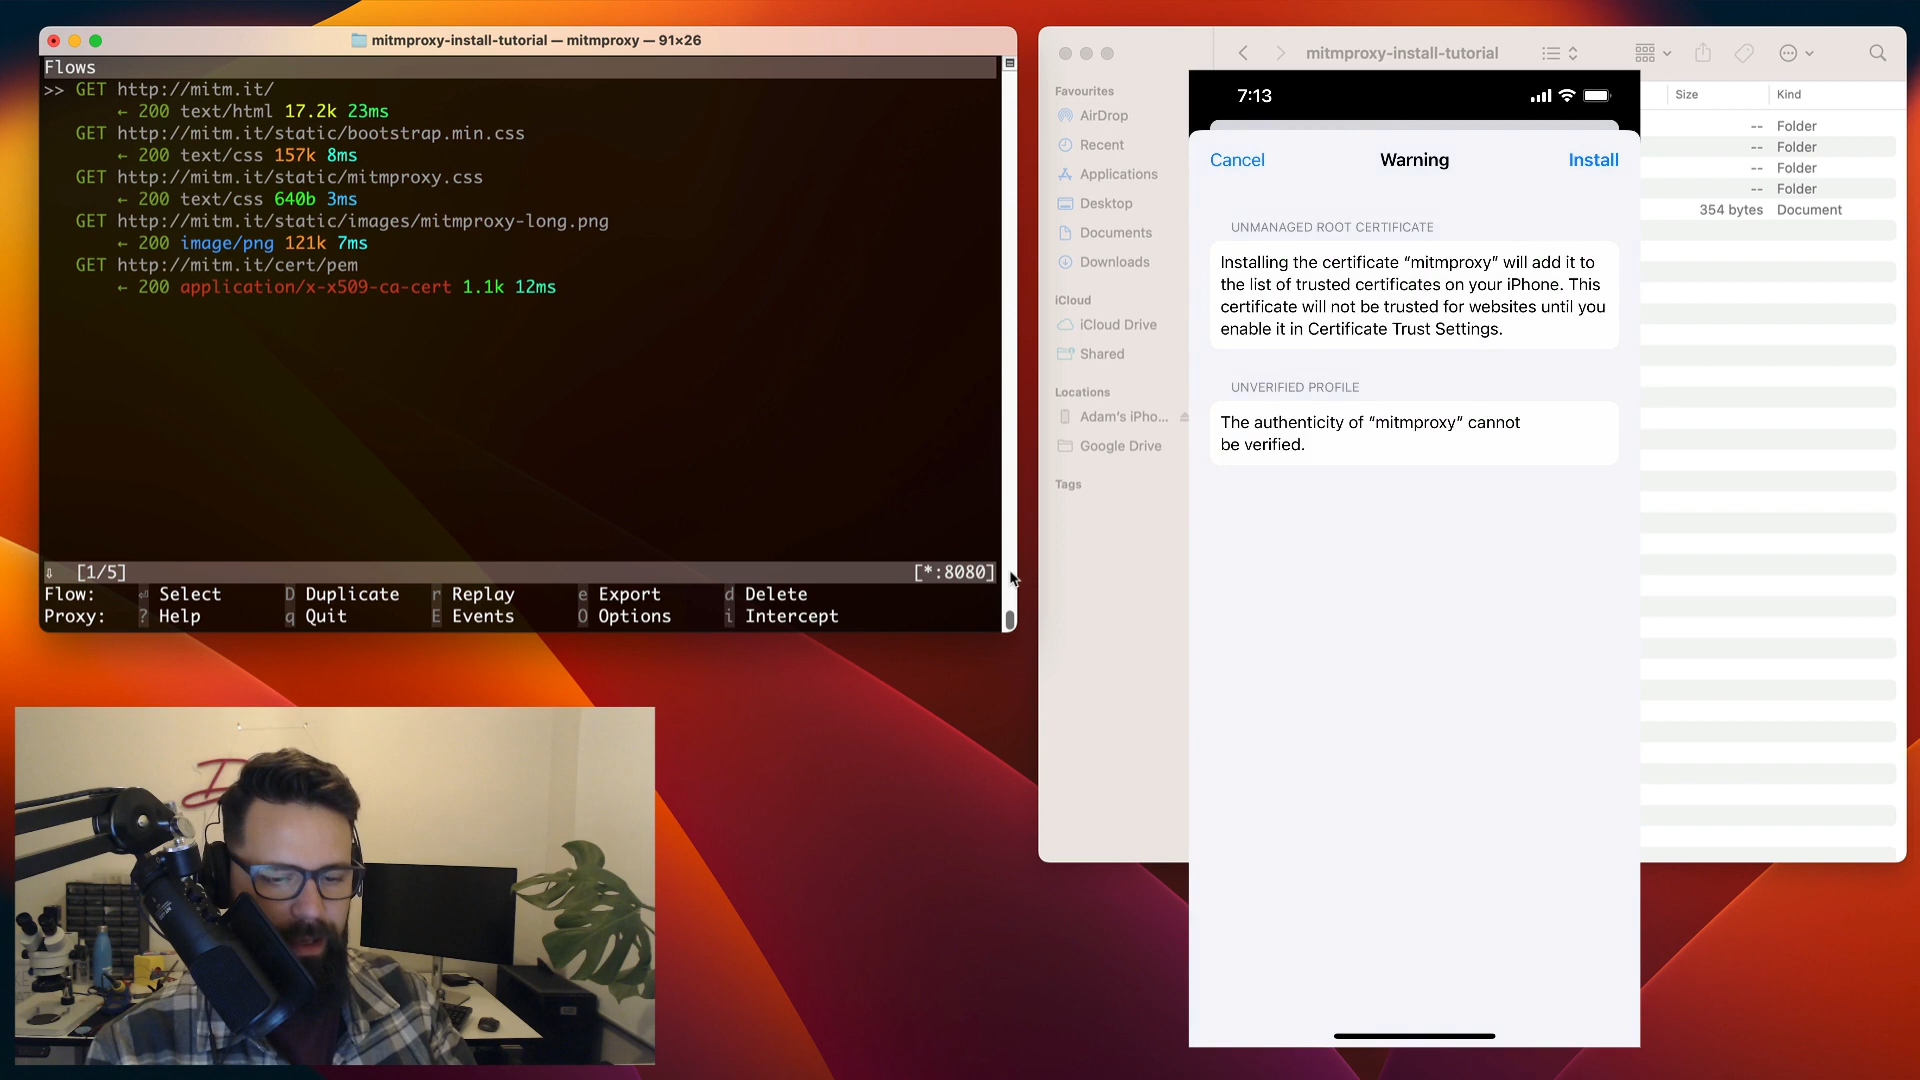 mitmproxy-install-tutorial — mitmproxy — 91×26
Flows
>> GET http://mitm.it/
← 200 text/html 17.2k 23ms
GET http://mitm.it/static/bootstrap.min.css
← 200 text/css 157k 8ms
GET http://mitm.it/static/mitmproxy.css
← 200 text/css 640b 3ms
GET http://mitm.it/static/images/mitmproxy-long.png
← 200 image/png 121k 7ms
GET http://mitm.it/cert/pem
← 200 application/x-x509-ca-cert 1.1k 12ms
⇩ [1/5] [*:8080]
Flow: ⏎ Select D Duplicate r Replay e Export d Delete
Proxy: ? Help q Quit E Events O Options i Intercept
mitmproxy-install-tutorial
Favourites
AirDrop
Recent
Applications
Desktop
Documents
Downloads
iCloud
iCloud Drive
Shared
Locations
Adam's iPho...
Google Drive
Tags
Size Kind
-- Folder
-- Folder
-- Folder
-- Folder
354 bytes Document
7:13
Cancel Warning Install
UNMANAGED ROOT CERTIFICATE
Installing the certificate “mitmproxy” will add it to
the list of trusted certificates on your iPhone. This
certificate will not be trusted for websites until you
enable it in Certificate Trust Settings.
UNVERIFIED PROFILE
The authenticity of “mitmproxy” cannot
be verified.